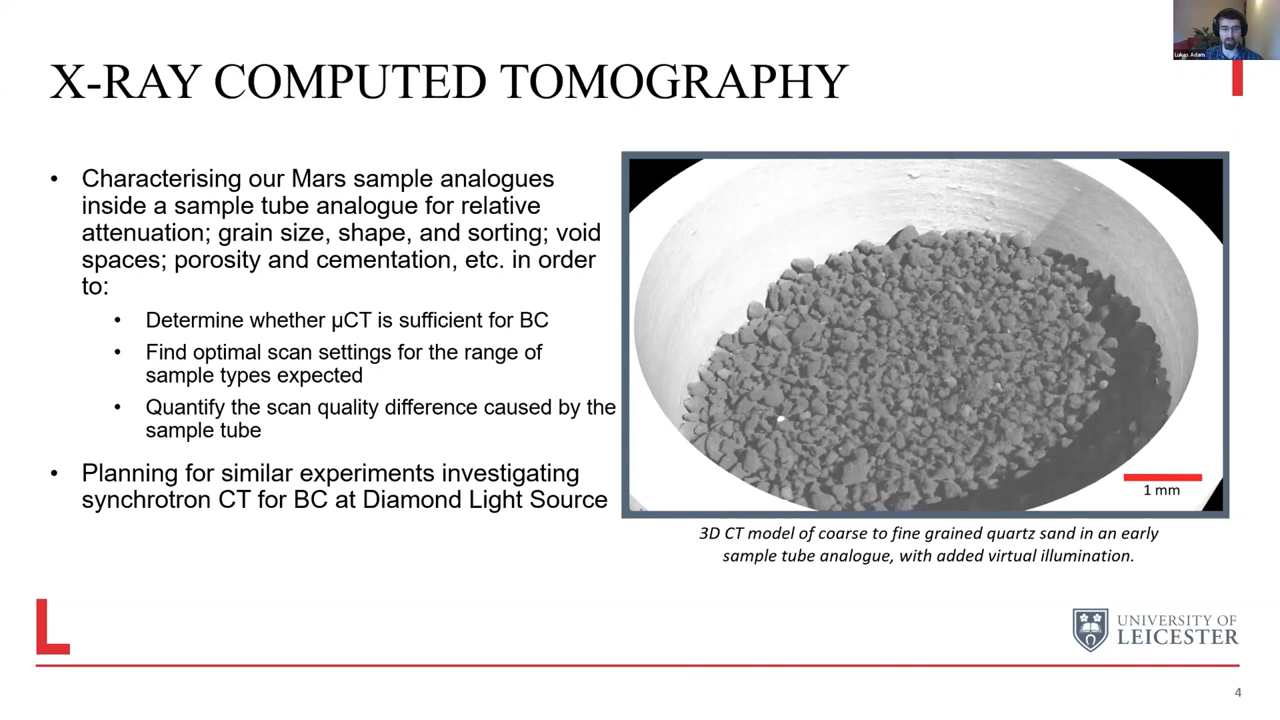 Lukas Adam
X-RAY COMPUTED TOMOGRAPHY
• Characterising our Mars sample analogues
inside a sample tube analogue for relative
attenuation; grain size, shape, and sorting; void
spaces; porosity and cementation, etc. in order
to:
• Determine whether µCT is sufficient for BC
• Find optimal scan settings for the range of
sample types expected
• Quantify the scan quality difference caused by the
sample tube
• Planning for similar experiments investigating
synchrotron CT for BC at Diamond Light Source
1 mm
3D CT model of coarse to fine grained quartz sand in an early
sample tube analogue, with added virtual illumination.
UNIVERSITY OF
LEICESTER
4